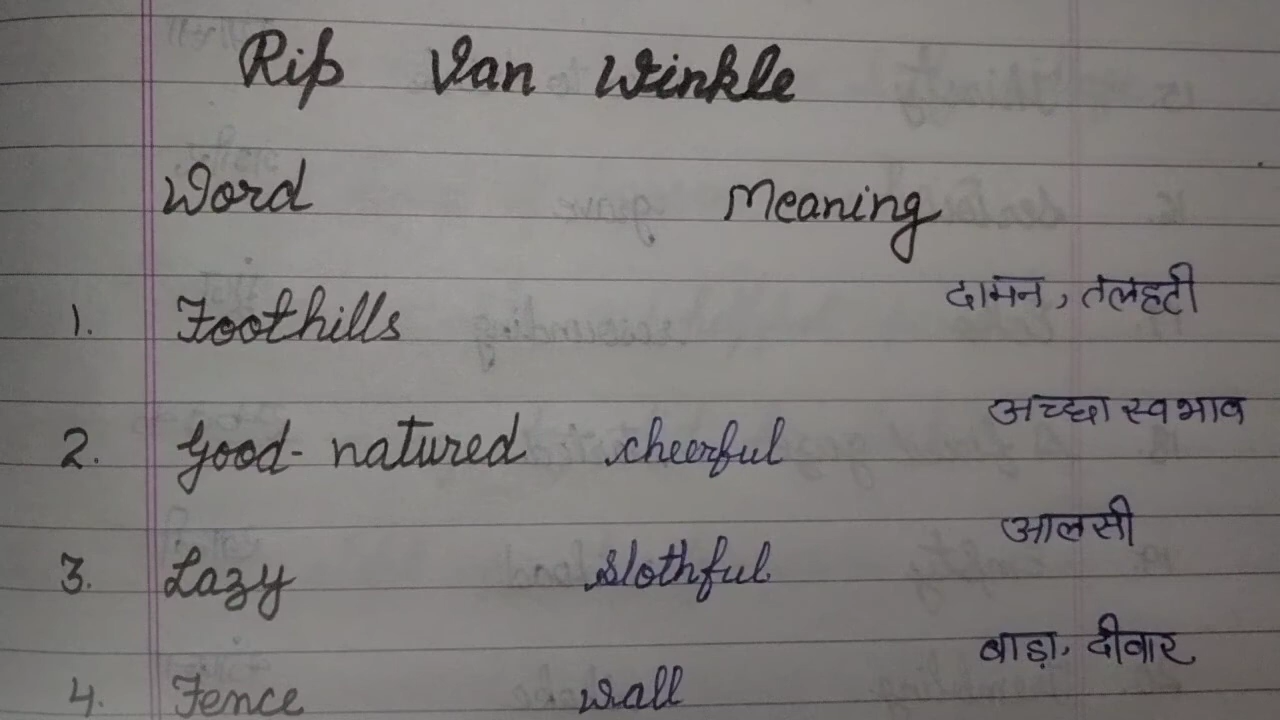 Rip Van Winkle
Word Meaning
दामन, तलहटी
1. Foothills
अच्छा स्वभाव
2. Good-natured cheerful
आलसी
3. Lazy slothful
बाड़ा, दीवार
4. Fence wall